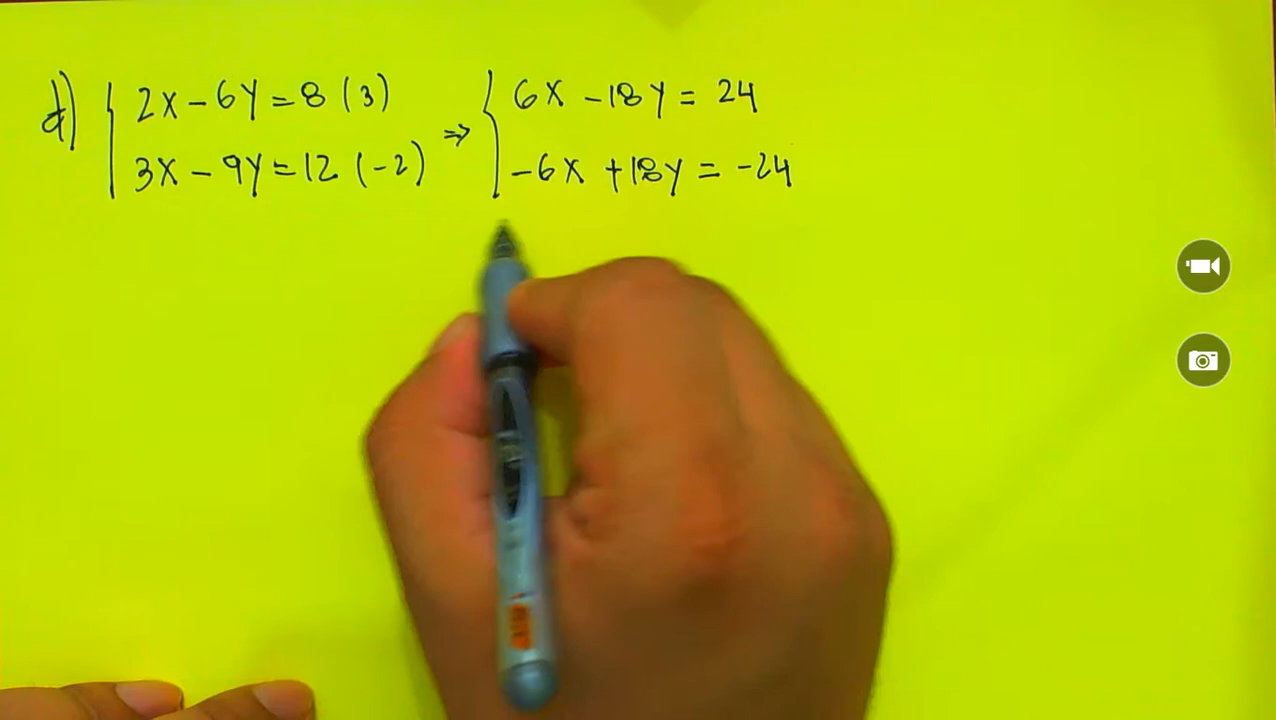 d) { 2x - 6y = 8 (3) ⇒ { 6x - 18y = 24
3x - 9y = 12 (-2) -6x + 18y = -24